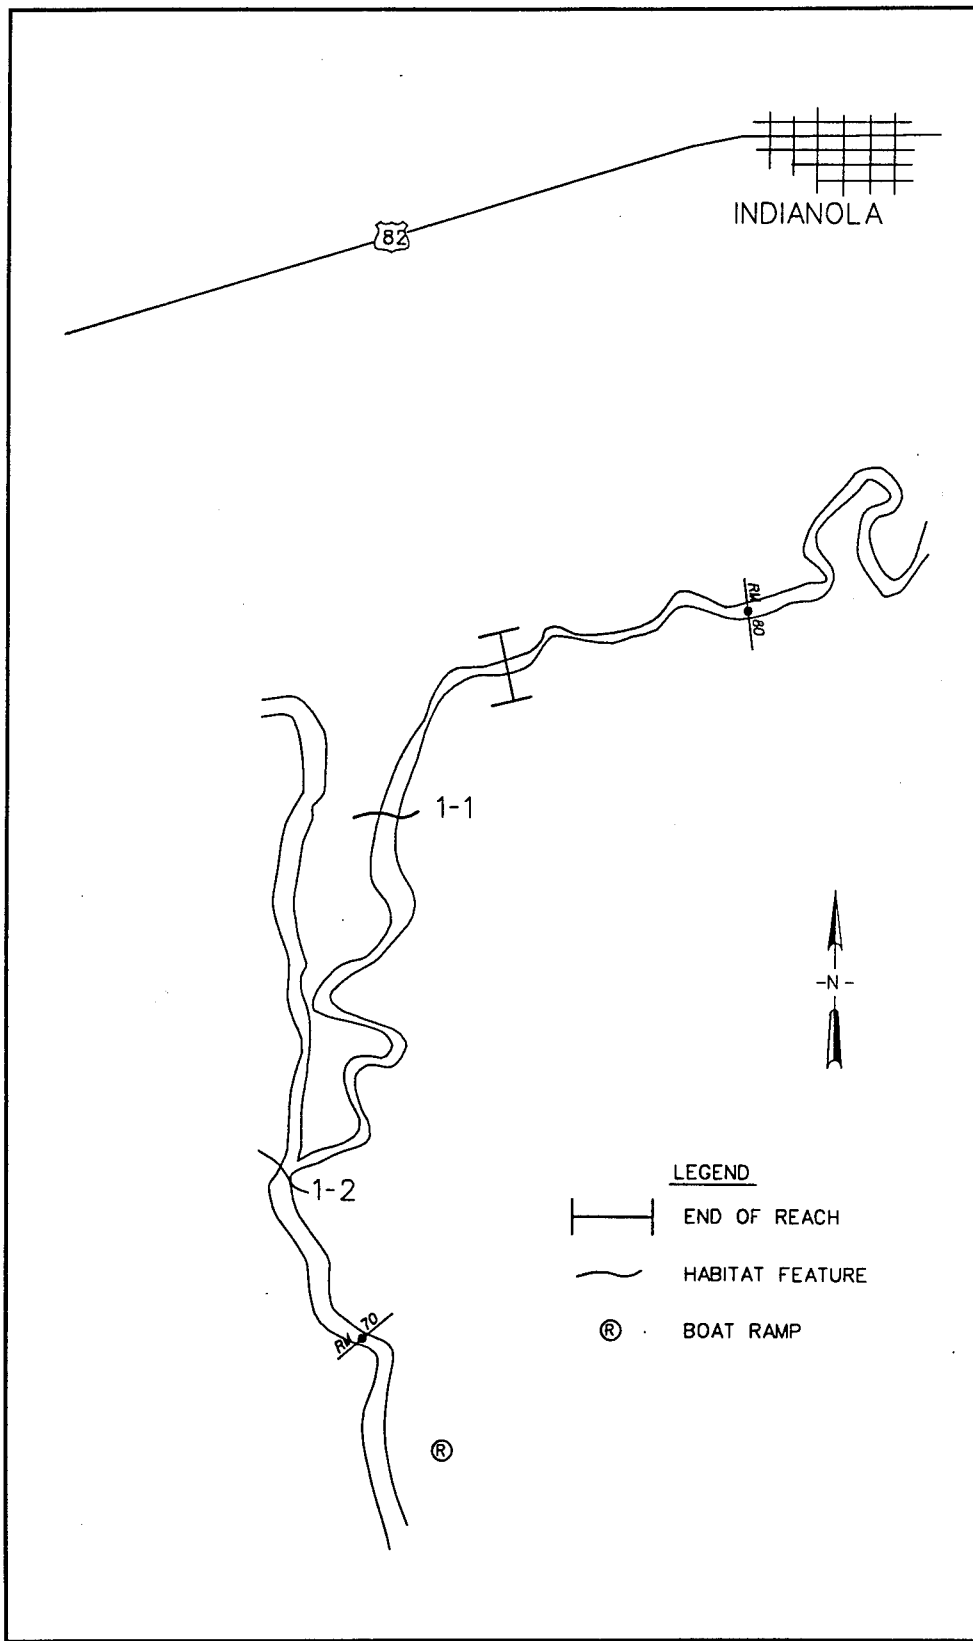 INDIANOLA
82
RM 80
1-1
-N-
1-2
LEGEND
END OF REACH
HABITAT FEATURE
R BOAT RAMP
RM 70
R